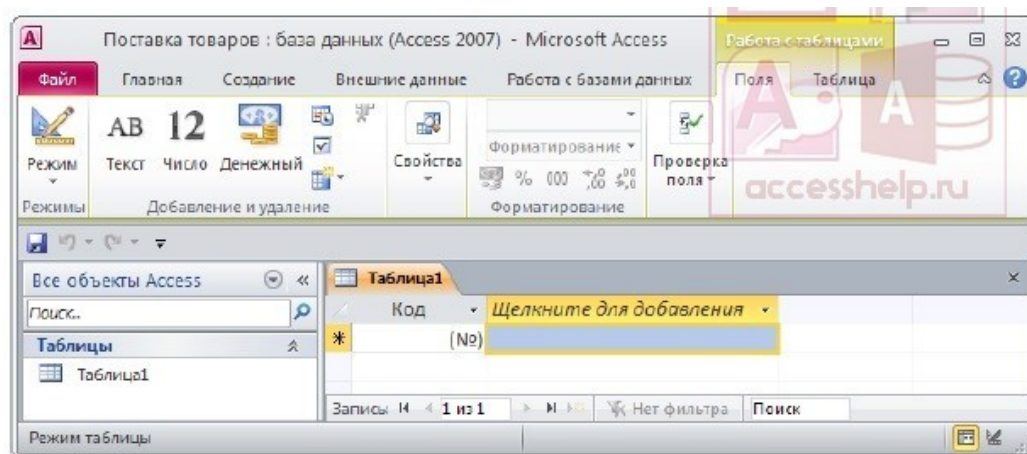 A Поставка товаров : база данных (Access 2007) - Microsoft Access Работа с таблицами
Файл Главная Создание Внешние данные Работа с базами данных Поля Таблица
AB 12
Режим Текст Число Денежный Свойства Форматирование Проверка поля
% 000
Режимы Добавление и удаление Форматирование
A A
accesshelp.ru
Все объекты Access Таблица1
Поиск... Код Щелкните для добавления
Таблицы * (№)
Таблица1
Записи: 1 из 1 Нет фильтра Поиск
Режим таблицы